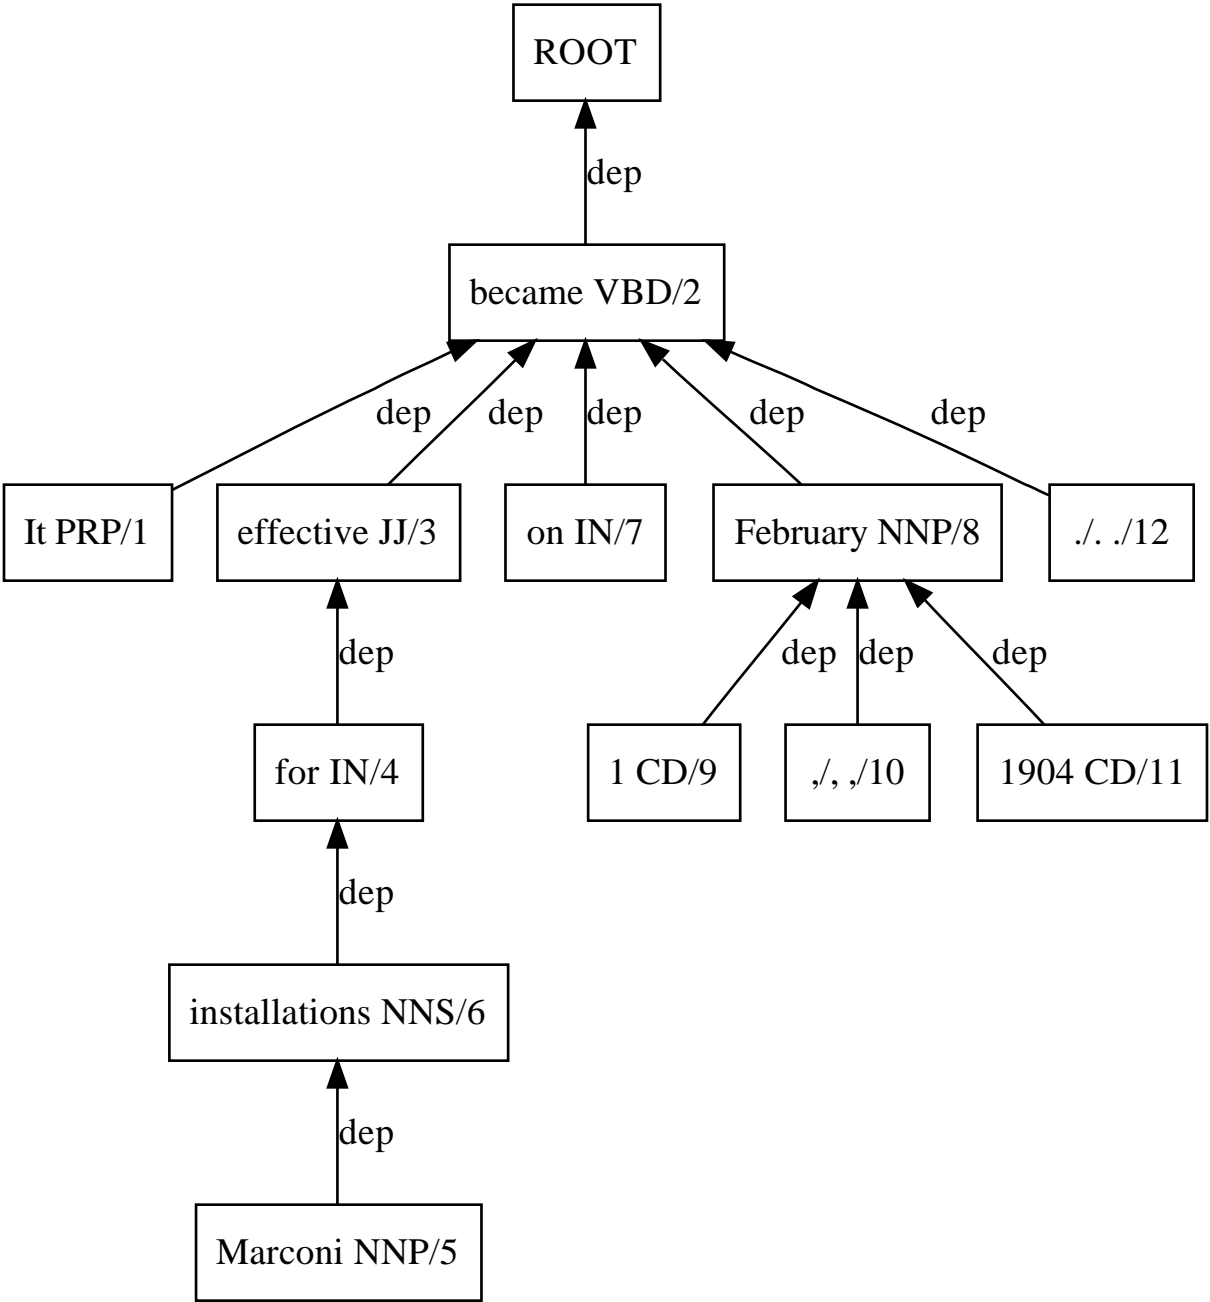 ROOT
dep
became VBD/2
dep dep dep dep dep
It PRP/1 effective JJ/3 on IN/7 February NNP/8 ./. ./12
dep dep dep dep
for IN/4 1 CD/9 ,/, ,/10 1904 CD/11
dep
installations NNS/6
dep
Marconi NNP/5